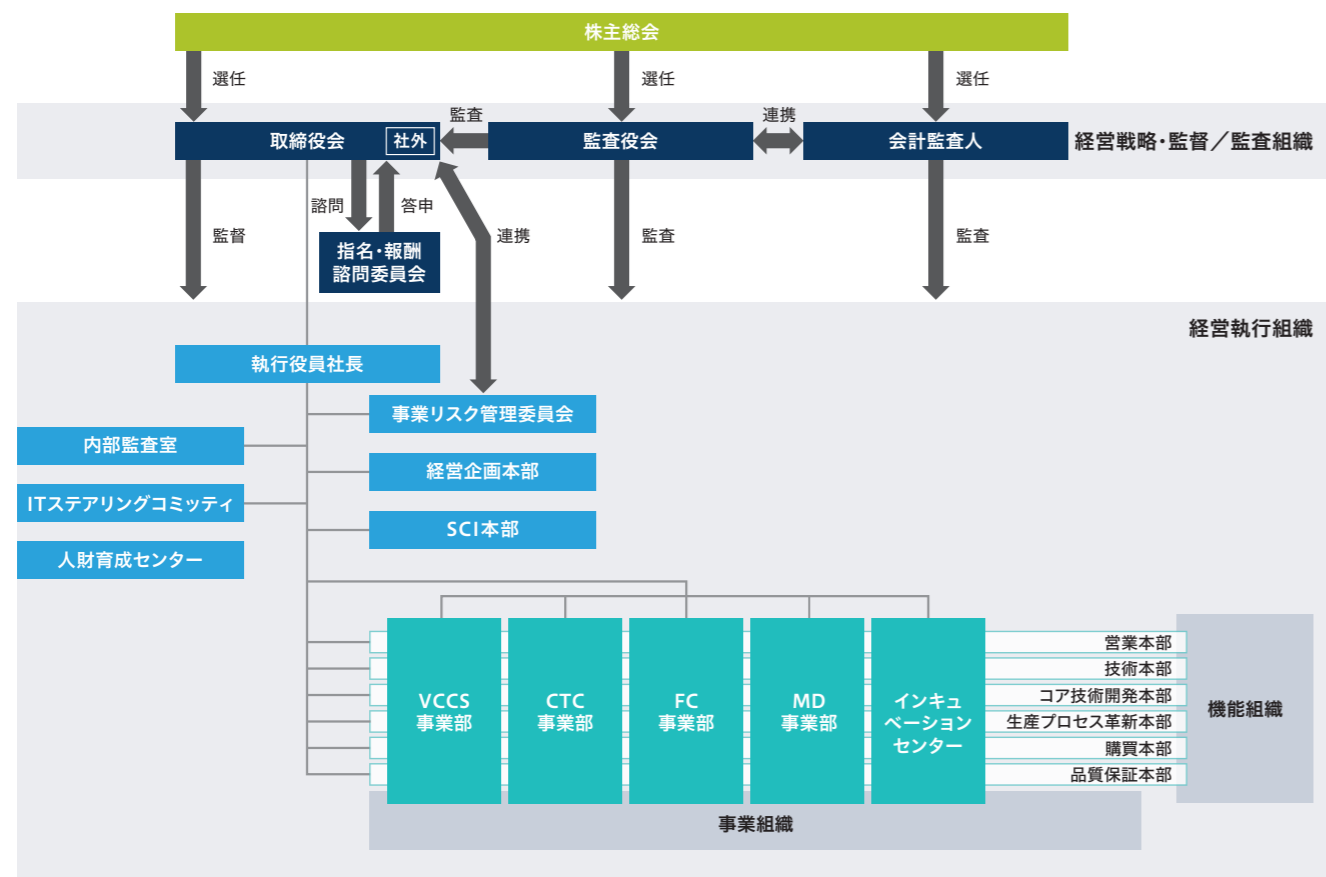 株主総会
選任
選任
選任
取締役会
社外
監査
監査役会
連携
会計監査人
経営戦略・監督／監査組織
監督
諮問
答申
連携
監査
監査
指名・報酬
諮問委員会
経営執行組織
執行役員社長
事業リスク管理委員会
内部監査室
経営企画本部
ITステアリングコミッティ
SCI本部
人財育成センター
VCCS
事業部
CTC
事業部
FC
事業部
MD
事業部
インキュ
ベーション
センター
営業本部
技術本部
コア技術開発本部
生産プロセス革新本部
購買本部
品質保証本部
機能組織
事業組織